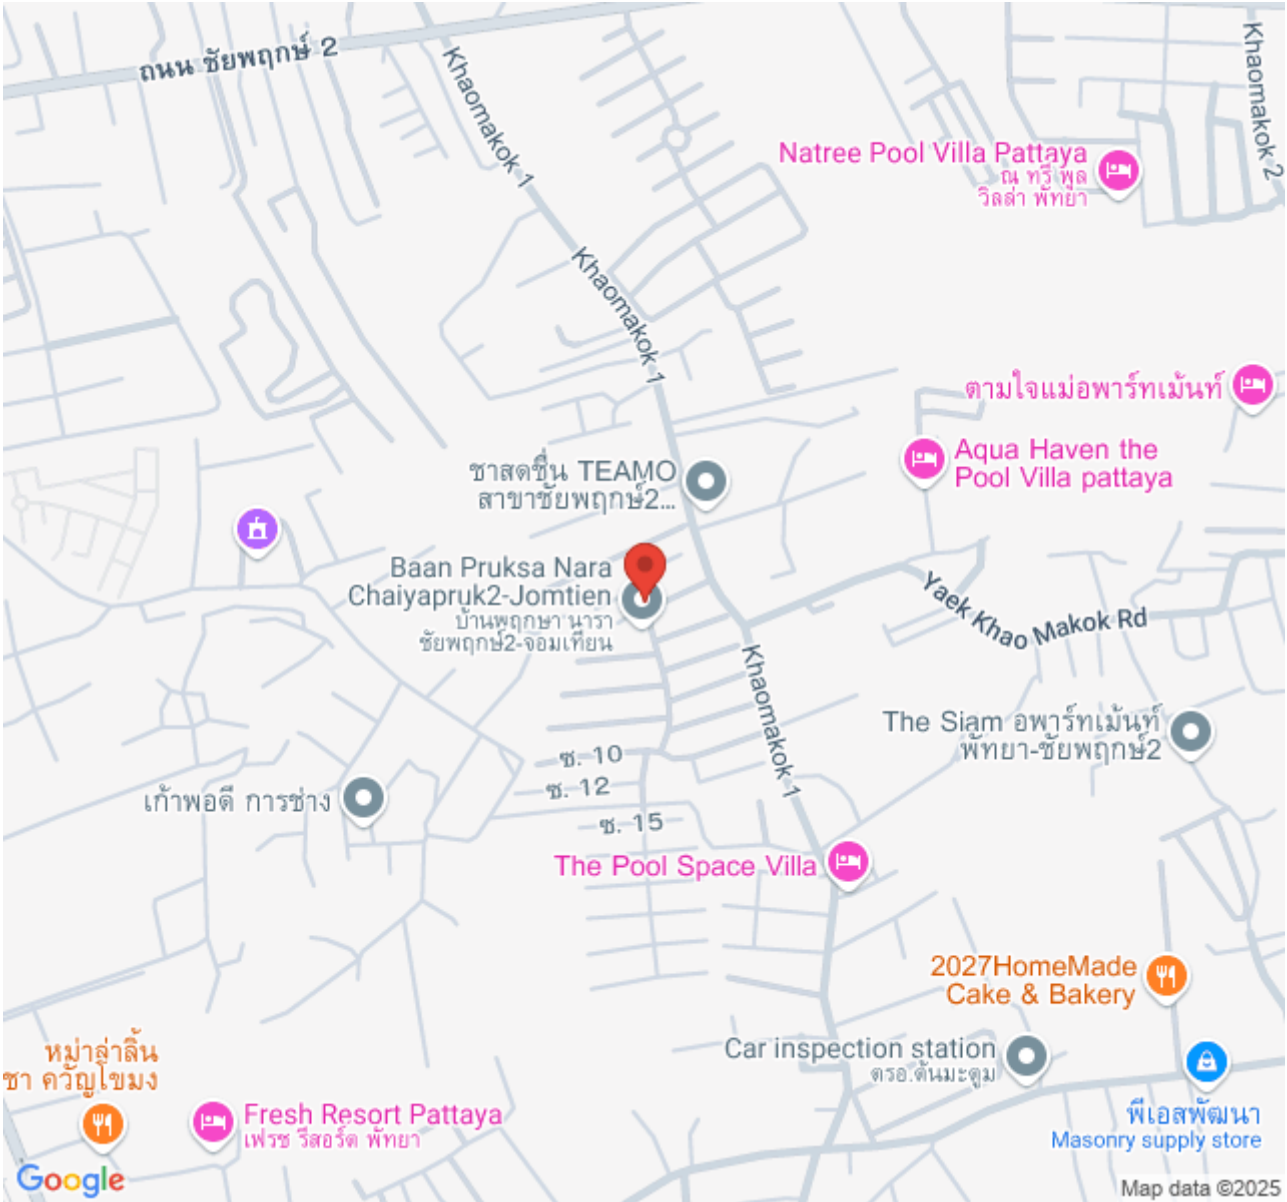 ถนน ชัยพฤกษ์ 2
Khaomakok 1
Khaomakok 2
Natree Pool Villa Pattaya
ณ ทรี พูล
วิลล่า พัทยา
Khaomakok 1
ตามใจแม่อพาร์ทเม้นท์
Aqua Haven the
Pool Villa pattaya
ชาสดชื่น TEAMO
สาขาชัยพฤกษ์2...
Baan Pruksa Nara
Chaiyapruk2-Jomtien
บ้านพฤกษา นารา
ชัยพฤกษ์2-จอมเทียน
Yaek Khao Makok Rd
Khaomakok 1
The Siam อพาร์ทเม้นท์
พัทยา-ชัยพฤกษ์2
ซ. 10
ซ. 12
เก้าพอดี การช่าง
ซ. 15
The Pool Space Villa
2027HomeMade
Cake & Bakery
Car inspection station
ตรอ.ต้นมะตูม
หม่าล่าลิ้น
ชา ควัญโขมง
Fresh Resort Pattaya
เฟรช รีสอร์ต พัทยา
พีเอสพัฒนา
Masonry supply store
Google
Map data ©2025